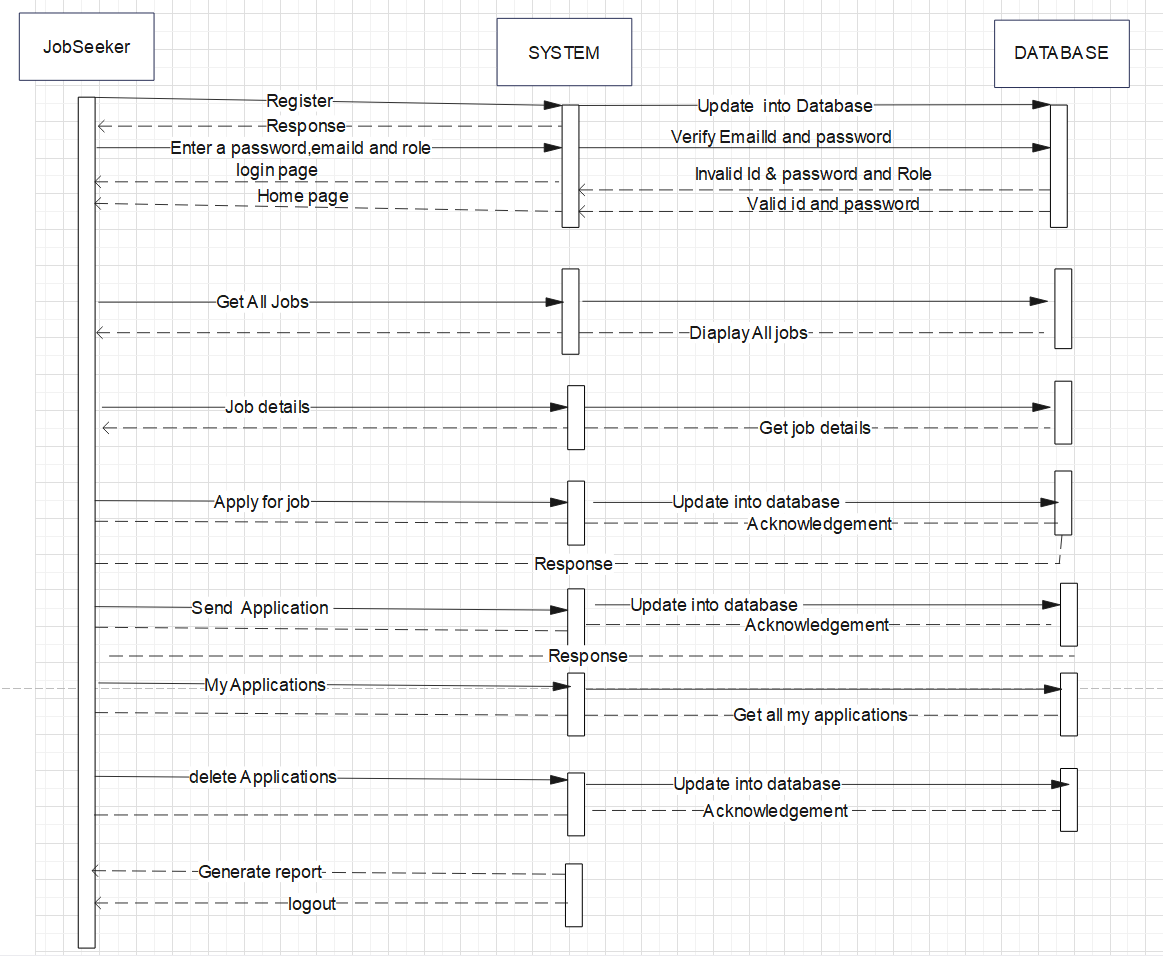 JobSeeker
SYSTEM
DATABASE
Register
Update into Database
Response
Verify EmailId and password
Enter a password,emaild and role
login page
Invalid Id & password and Role
Home page
Valid id and password
Get All Jobs
Diaplay All jobs
Job details
Get job details
Apply for job
Update into database
Acknowledgement
Response
Send Application
Update into database
Acknowledgement
Response
My Applications
Get all my applications
delete Applications
Update into database
Acknowledgement
Generate report
logout